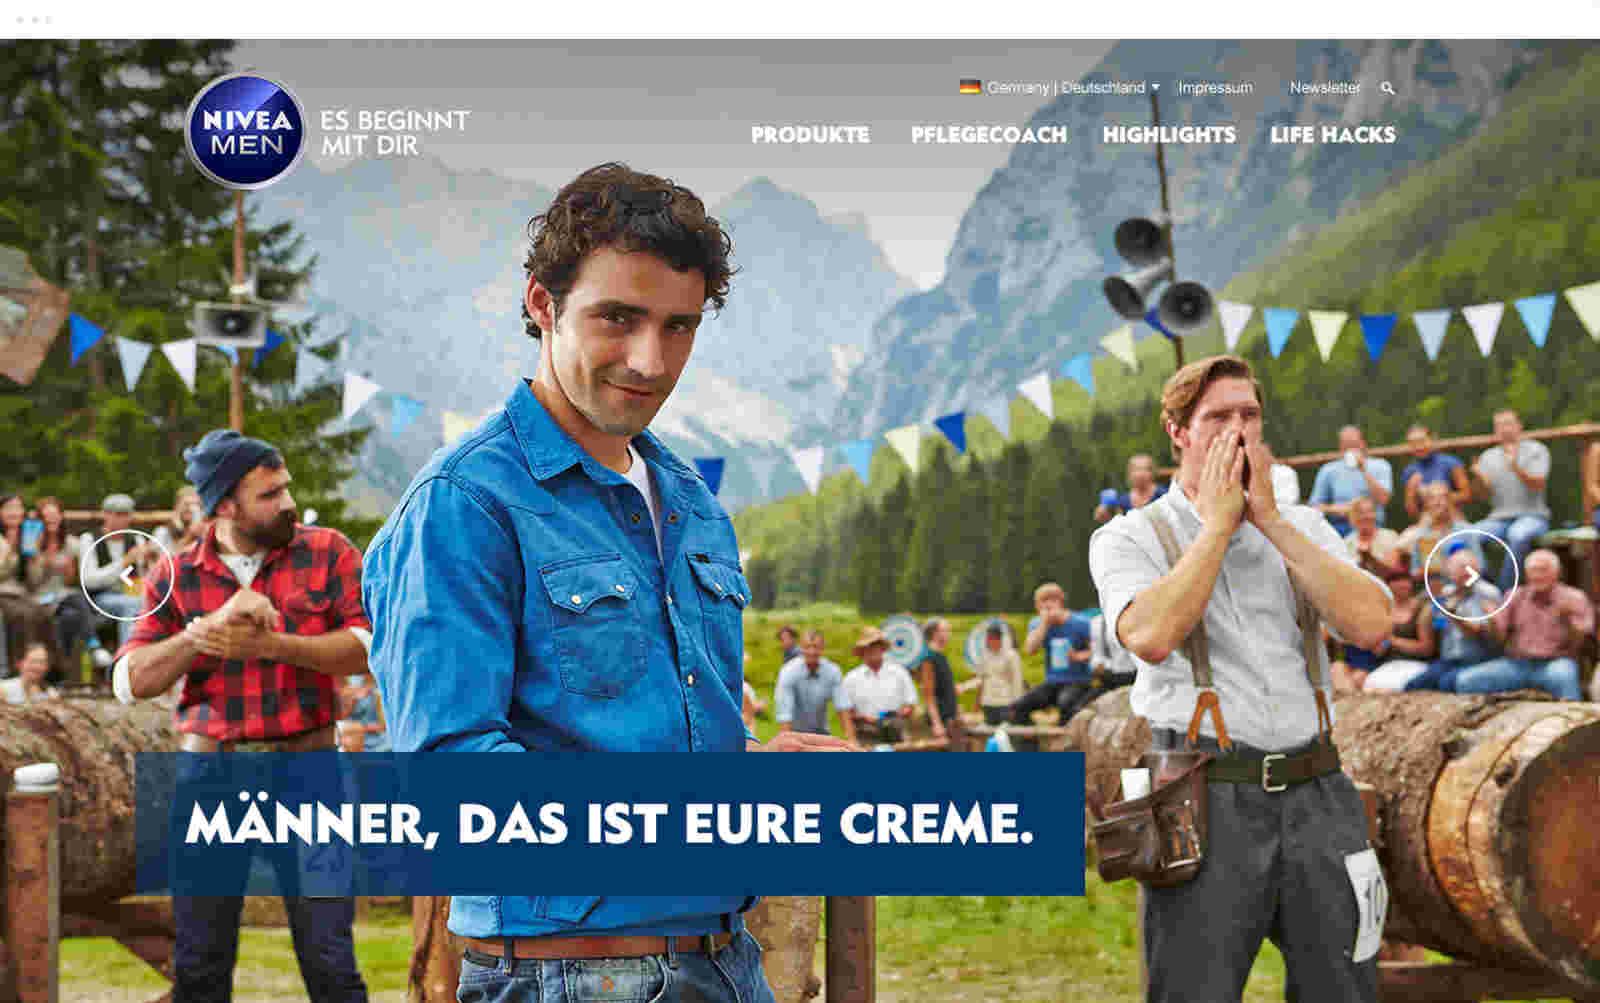 Germany | Deutschland
Impressum
Newsletter
NIVEA
MEN
ES BEGINNT
MIT DIR
PRODUKTE
PFLEGECOACH
HIGHLIGHTS
LIFE HACKS
MÄNNER, DAS IST EURE CREME.
10